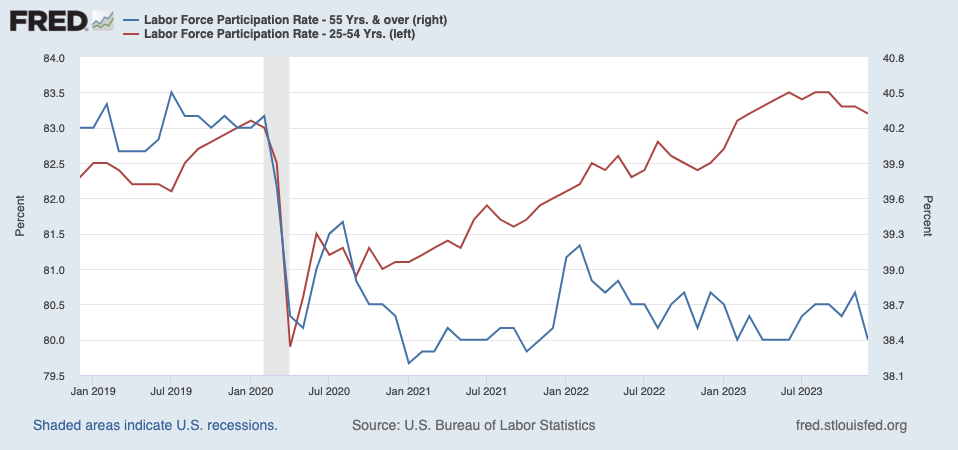 FRED
Labor Force Participation Rate - 55 Yrs. & over (right)
Labor Force Participation Rate - 25-54 Yrs. (left)
84.0 40.8
83.5 40.5
83.0 40.2
82.5 39.9
82.0 39.6
81.5 39.3
81.0 39.0
80.5 38.7
80.0 38.4
79.5 38.1
Percent
Percent
Jan 2019 Jul 2019 Jan 2020 Jul 2020 Jan 2021 Jul 2021 Jan 2022 Jul 2022 Jan 2023 Jul 2023
Shaded areas indicate U.S. recessions. Source: U.S. Bureau of Labor Statistics fred.stlouisfed.org